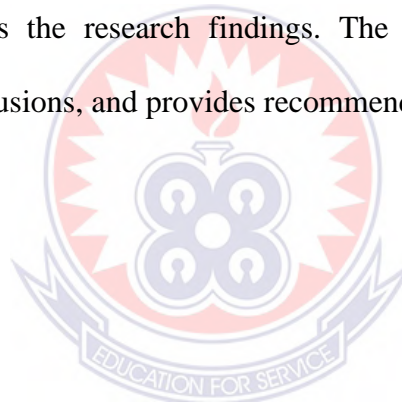 s the research findings. The
usions, and provides recommend
EDUCATION FOR SERVICE